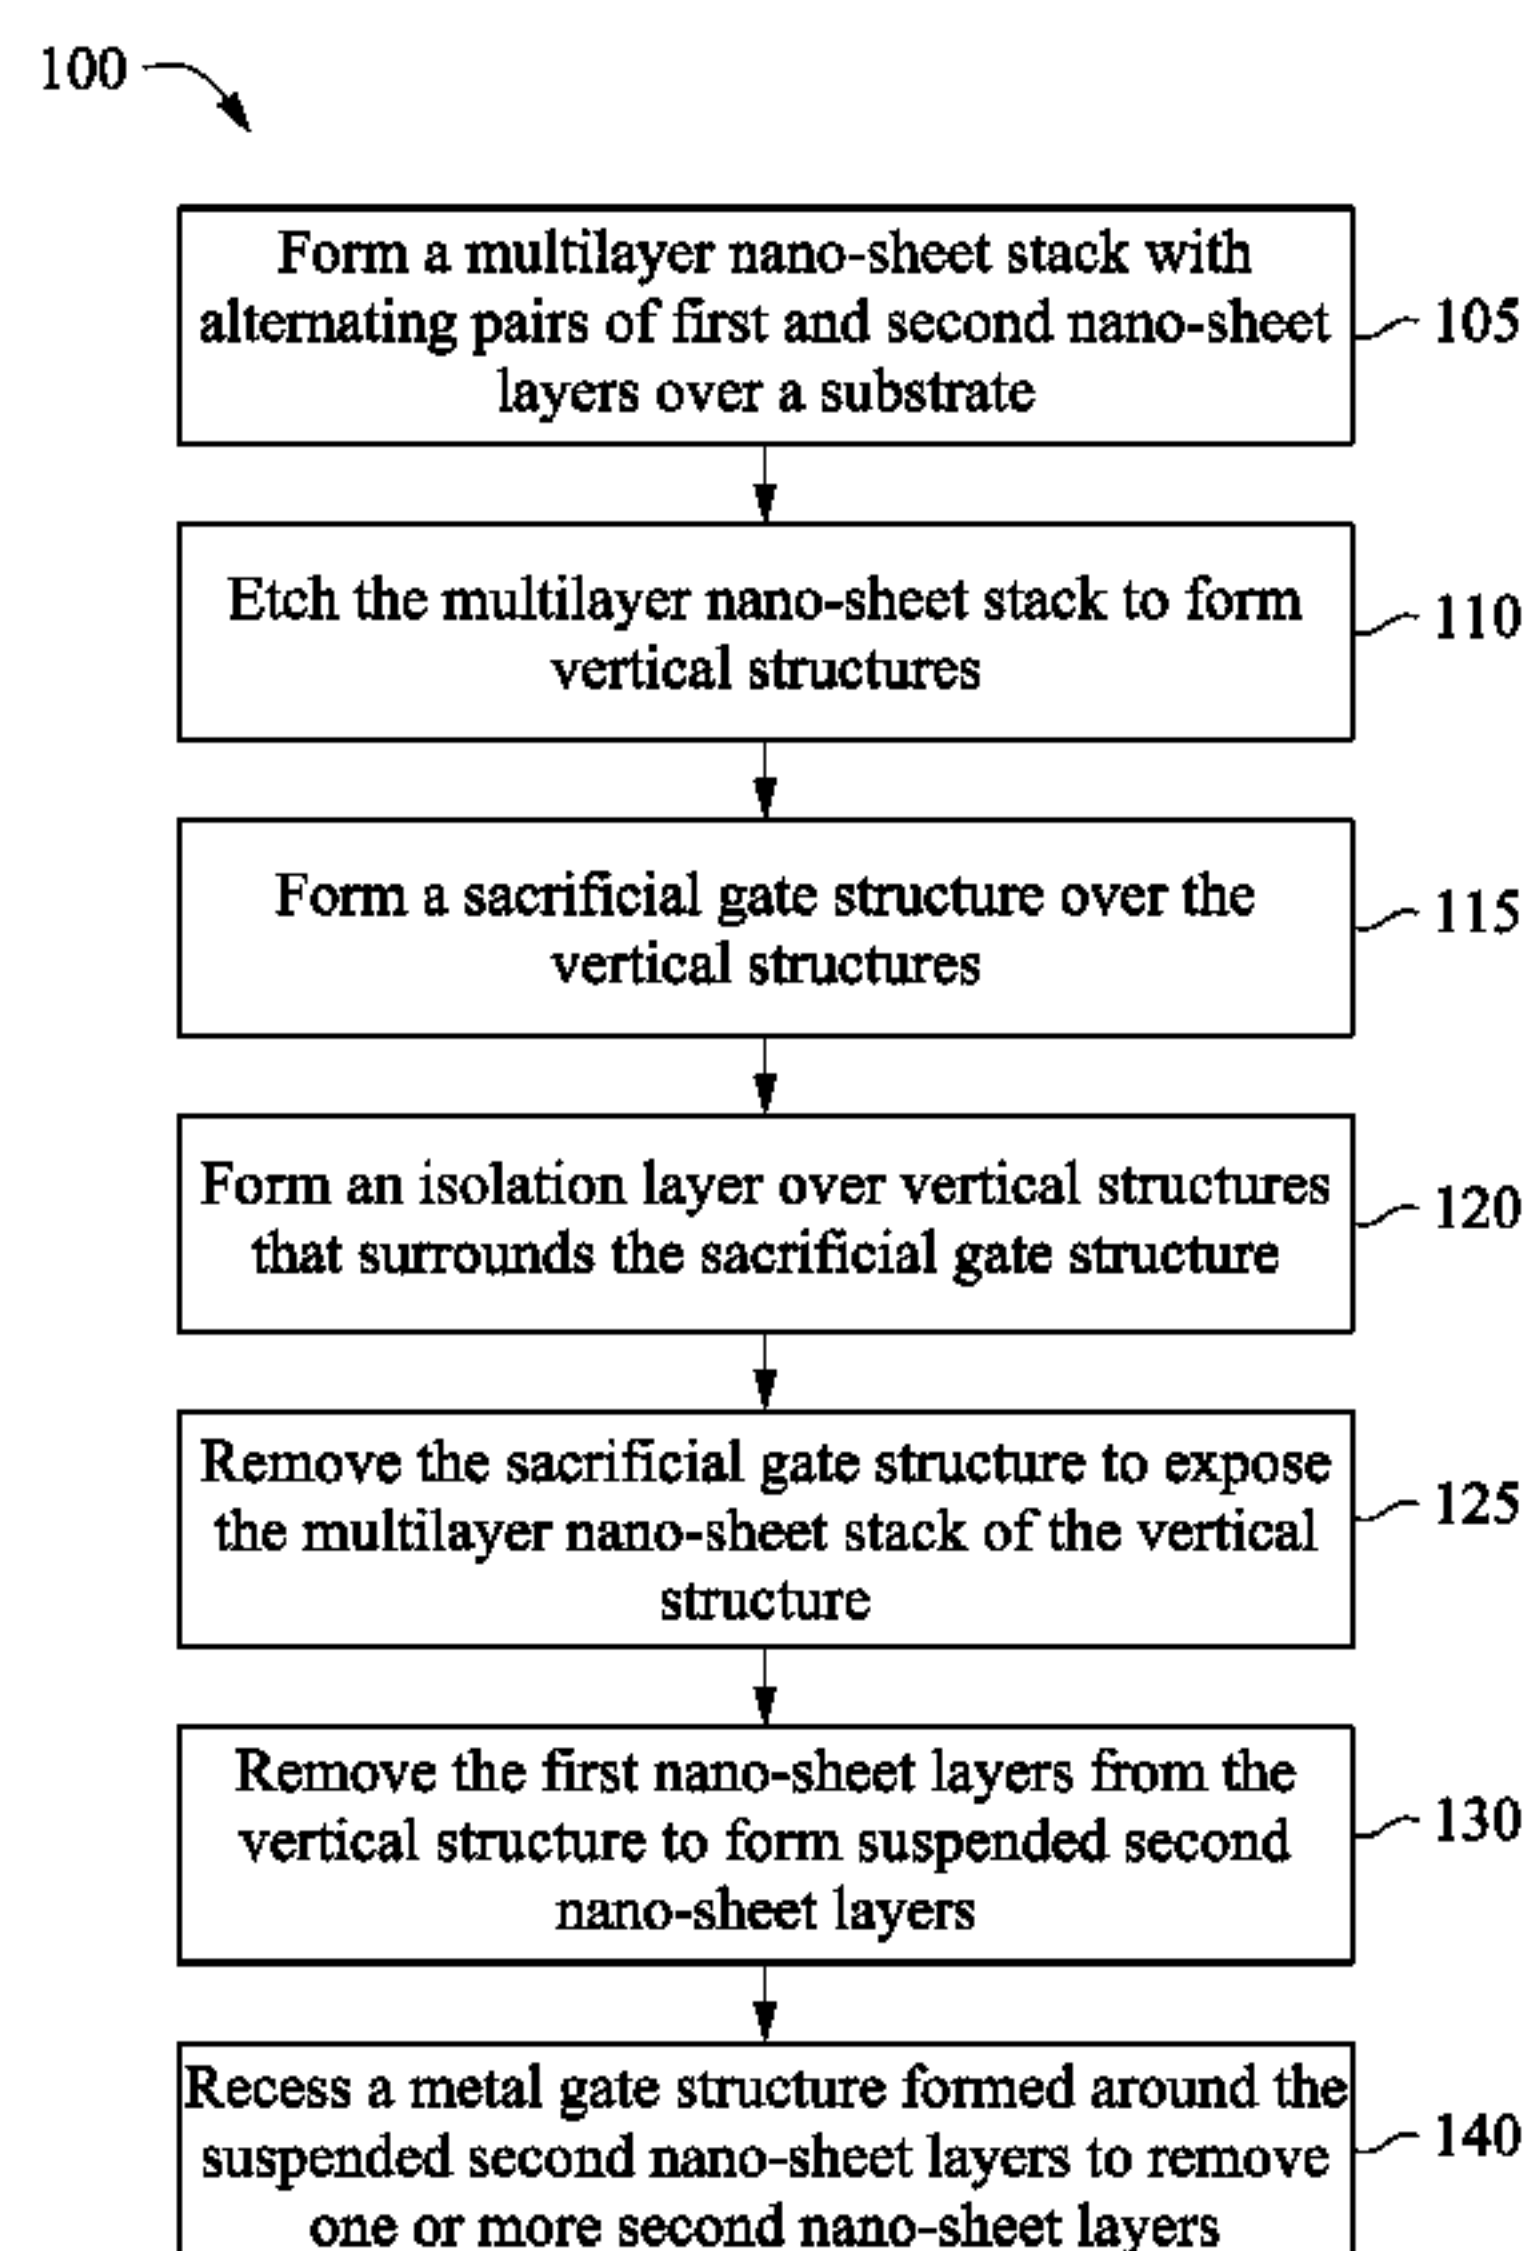 100
Form a multilayer nano-sheet stack with
alternating pairs of first and second nano-sheet
layers over a substrate
105
Etch the multilayer nano-sheet stack to form
vertical structures
110
Form a sacrificial gate structure over the
vertical structures
115
Form an isolation layer over vertical structures
that surrounds the sacrificial gate structure
120
Remove the sacrificial gate structure to expose
the multilayer nano-sheet stack of the vertical
structure
125
Remove the first nano-sheet layers from the
vertical structure to form suspended second
nano-sheet layers
130
Recess a metal gate structure formed around the
suspended second nano-sheet layers to remove
one or more second nano-sheet layers
140